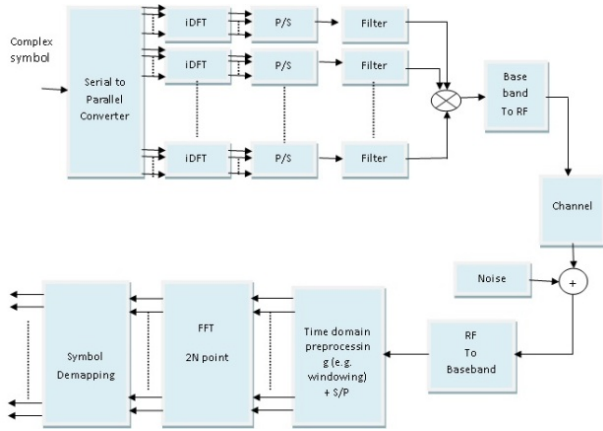 Complex
symbol
Serial to
Parallel
Converter
iDFT
P/S
Filter
iDFT
P/S
Filter
iDFT
P/S
Filter
Base
band
To RF
Channel
Noise
+
RF
To
Baseband
Time domain
preprocessin
g (e.g.
windowing)
+ S/P
FFT
2N point
Symbol
Demapping